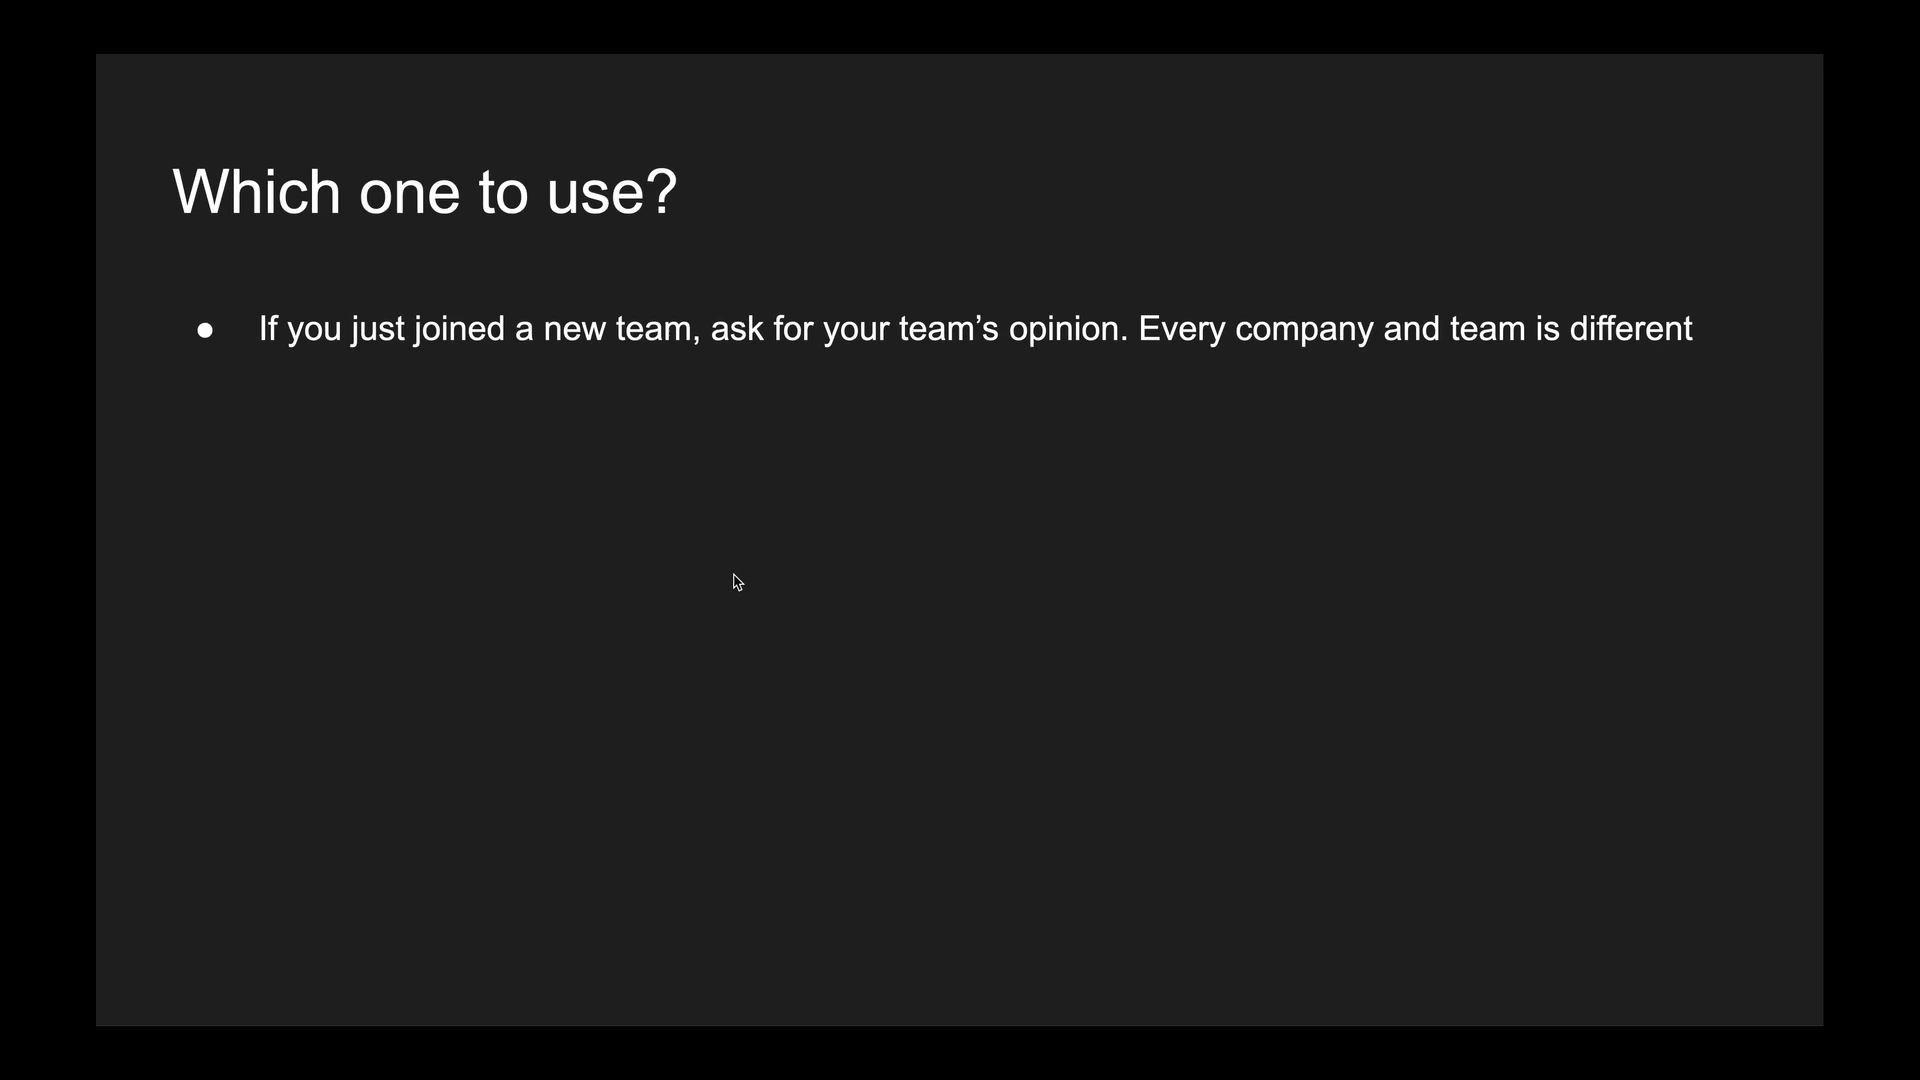 Which one to use?
● If you just joined a new team, ask for your team’s opinion. Every company and team is different